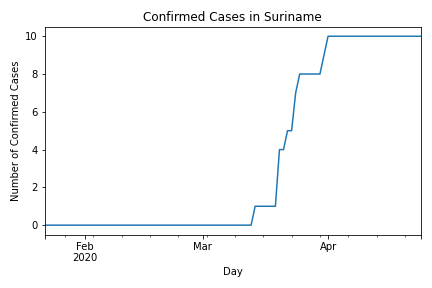 Confirmed Cases in Suriname
Number of Confirmed Cases
10
8
6
4
2
0
Feb Mar Apr
2020
Day